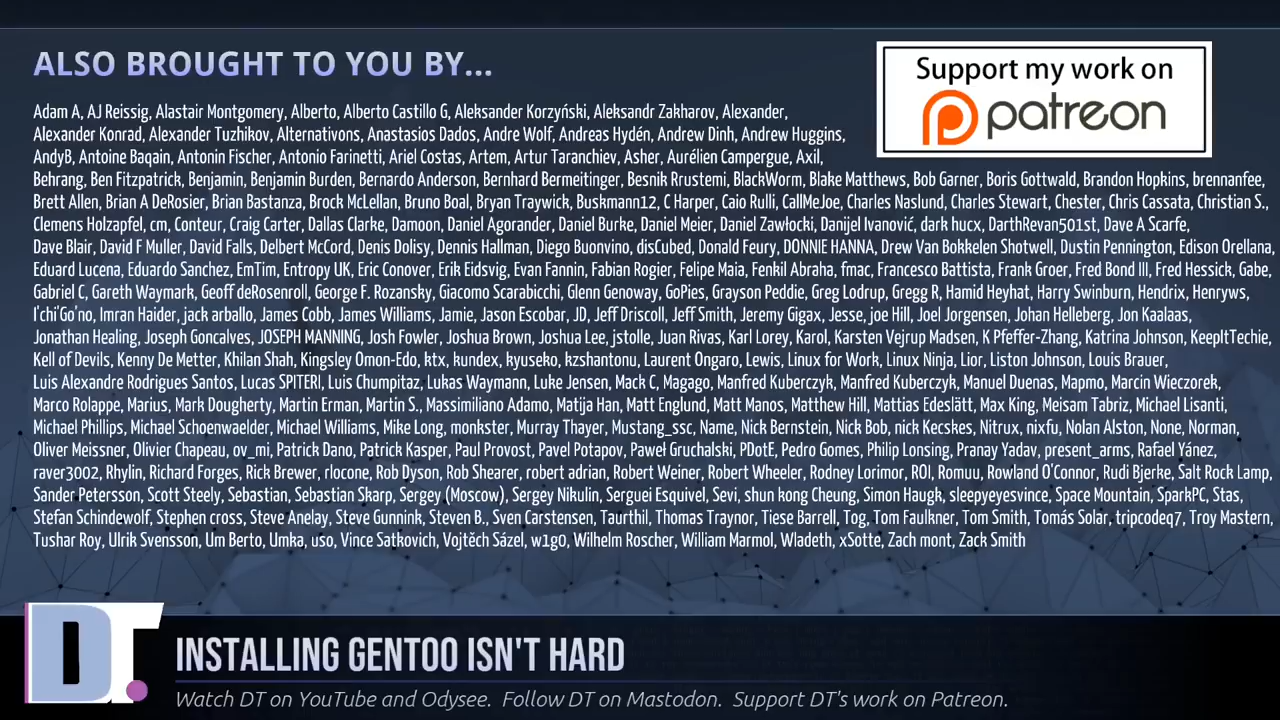 ALSO BROUGHT TO YOU BY...
Support my work on
patreon
Adam A, AJ Reissig, Alastair Montgomery, Alberto, Alberto Castillo G, Aleksander Korzyński, Aleksandr Zakharov, Alexander,
Alexander Konrad, Alexander Tuzhikov, Alternativons, Anastasios Dados, Andre Wolf, Andreas Hydén, Andrew Dinh, Andrew Huggins,
AndyB, Antoine Baqain, Antonin Fischer, Antonio Farinetti, Ariel Costas, Artem, Artur Taranchiev, Asher, Aurélien Campergue, Axil,
Behrang, Ben Fitzpatrick, Benjamin, Benjamin Burden, Bernardo Anderson, Bernhard Bermeitinger, Besnik Rrustemi, BlackWorm, Blake Matthews, Bob Garner, Boris Gottwald, Brandon Hopkins, brennanfee,
Brett Allen, Brian A DeRosier, Brian Bastanza, Brock McLellan, Bruno Boal, Bryan Traywick, Buskmann12, C Harper, Caio Rulli, CallMeJoe, Charles Naslund, Charles Stewart, Chester, Chris Cassata, Christian S.,
Clemens Holzapfel, cm, Conteur, Craig Carter, Dallas Clarke, Damoon, Daniel Agorander, Daniel Burke, Daniel Meier, Daniel Zawłocki, Danijel Ivanović, dark hucx, DarthRevan501st, Dave A Scarfe,
Dave Blair, David F Muller, David Falls, Delbert McCord, Denis Dolisy, Dennis Hallman, Diego Buonvino, disCubed, Donald Feury, DONNIE HANNA, Drew Van Bokkelen Shotwell, Dustin Pennington, Edison Orellana,
Eduard Lucena, Eduardo Sanchez, EmTim, Entropy UK, Eric Conover, Erik Eidsvig, Evan Fannin, Fabian Rogier, Felipe Maia, Fenkil Abraha, fmac, Francesco Battista, Frank Groer, Fred Bond III, Fred Hessick, Gabe,
Gabriel C, Gareth Waymark, Geoff deRosenroll, George F. Rozansky, Giacomo Scarabicchi, Glenn Genoway, GoPies, Grayson Peddie, Greg Lodrup, Gregg R, Hamid Heyhat, Harry Swinburn, Hendrix, Henryws,
I'chi'Go'no, Imran Haider, jack arballo, James Cobb, James Williams, Jamie, Jason Escobar, JD, Jeff Driscoll, Jeff Smith, Jeremy Gigax, Jesse, joe Hill, Joel Jorgensen, Johan Helleberg, Jon Kaalaas,
Jonathan Healing, Joseph Goncalves, JOSEPH MANNING, Josh Fowler, Joshua Brown, Joshua Lee, jstolle, Juan Rivas, Karl Lorey, Karol, Karsten Vejrup Madsen, K Pfeffer-Zhang, Katrina Johnson, KeepItTechie,
Kell of Devils, Kenny De Metter, Khilan Shah, Kingsley Omon-Edo, ktx, kundex, kyuseko, kzshantonu, Laurent Ongaro, Lewis, Linux for Work, Linux Ninja, Lior, Liston Johnson, Louis Brauer,
Luis Alexandre Rodrigues Santos, Lucas SPITERI, Luis Chumpitaz, Lukas Waymann, Luke Jensen, Mack C, Magago, Manfred Kuberczyk, Manfred Kuberczyk, Manuel Duenas, Mapmo, Marcin Wieczorek,
Marco Rolappe, Marius, Mark Dougherty, Martin Erman, Martin S., Massimiliano Adamo, Matija Han, Matt Englund, Matt Manos, Matthew Hill, Mattias Edeslätt, Max King, Meisam Tabriz, Michael Lisanti,
Michael Phillips, Michael Schoenwaelder, Michael Williams, Mike Long, monkster, Murray Thayer, Mustang_ssc, Name, Nick Bernstein, Nick Bob, nick Kecskes, Nitrux, nixfu, Nolan Alston, None, Norman,
Oliver Meissner, Olivier Chapeau, ov_mi, Patrick Dano, Patrick Kasper, Paul Provost, Pavel Potapov, Paweł Gruchalski, PDotE, Pedro Gomes, Philip Lonsing, Pranay Yadav, present_arms, Rafael Yánez,
raver3002, Rhylin, Richard Forges, Rick Brewer, rlocone, Rob Dyson, Rob Shearer, robert adrian, Robert Weiner, Robert Wheeler, Rodney Lorimor, ROI, Romuu, Rowland O'Connor, Rudi Bjerke, Salt Rock Lamp,
Sander Petersson, Scott Steely, Sebastian, Sebastian Skarp, Sergey (Moscow), Sergey Nikulin, Serguei Esquivel, Sevi, shun kong Cheung, Simon Haugk, sleepyeyesvince, Space Mountain, SparkPC, Stas,
Stefan Schindewolf, Stephen cross, Steve Anelay, Steve Gunnink, Steven B., Sven Carstensen, Taurthil, Thomas Traynor, Tiese Barrell, Tog, Tom Faulkner, Tom Smith, Tomás Solar, tripcodeq7, Troy Mastern,
Tushar Roy, Ulrik Svensson, Um Berto, Umka, uso, Vince Satkovich, Vojtěch Sázel, w1g0, Wilhelm Roscher, William Marmol, Wladeth, xSotte, Zach mont, Zack Smith
DT.
INSTALLING GENTOO ISN'T HARD
Watch DT on YouTube and Odysee. Follow DT on Mastodon. Support DT's work on Patreon.